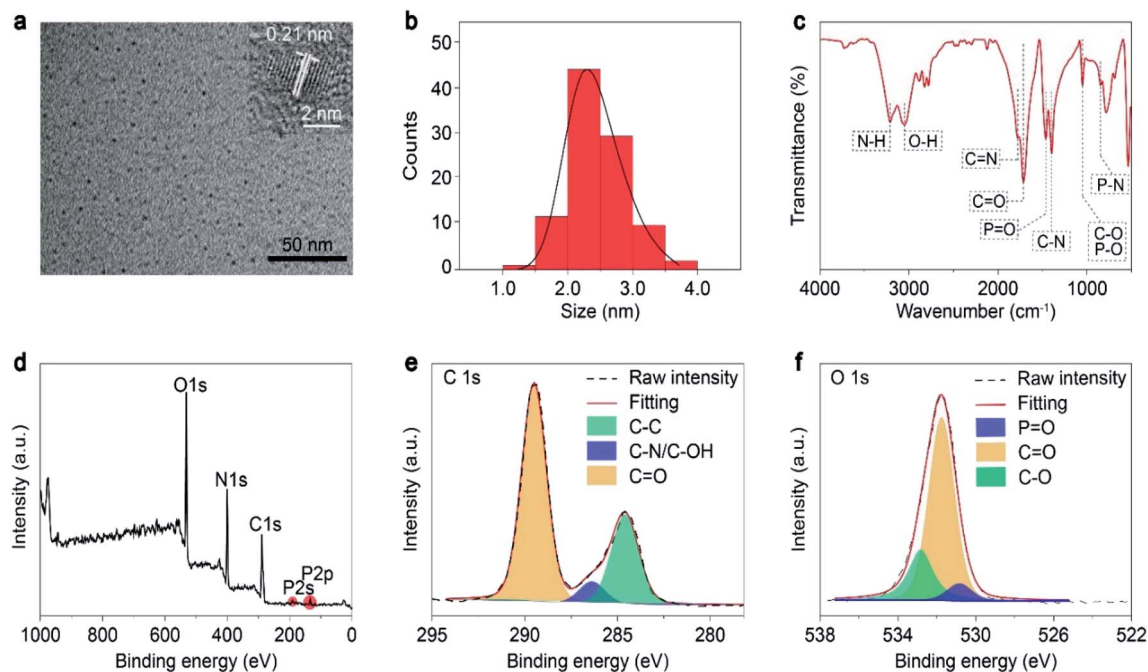 a
0.21 nm
2 nm
50 nm
b
50
40
30
20
10
0
Counts
1.0 2.0 3.0 4.0
Size (nm)
c
Transmittance (%)
N-H
O-H
C=N
C=O
P=O
C-N
P-N
C-O
P-O
4000 3000 2000 1000
Wavenumber (cm⁻¹)
d
O1s
N1s
C1s
P2s
P2p
Intensity (a.u.)
1000 800 600 400 200 0
Binding energy (eV)
e
C 1s
Raw intensity
Fitting
C-C
C-N/C-OH
C=O
Intensity (a.u.)
295 290 285 280
Binding energy (eV)
f
O 1s
Raw intensity
Fitting
P=O
C=O
C-O
Intensity (a.u.)
538 534 530 526 522
Binding energy (eV)